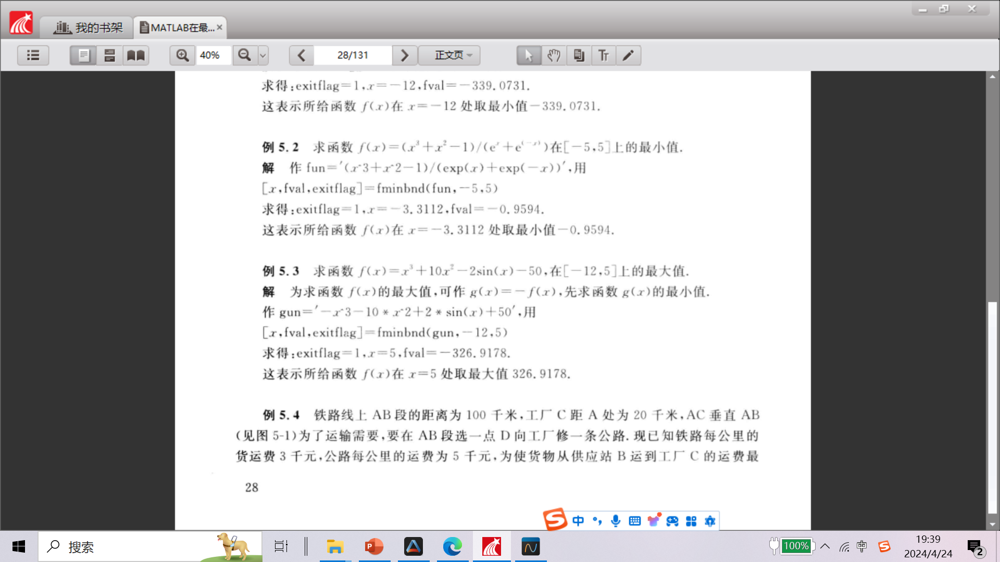 我的书架
MATLAB在最...
40%
28/131
正文页
求得:exitflag=1,x=-12,fval=-339.0731.
这表示所给函数 f(x)在 x=-12 处取最小值-339.0731.
例 5.2 求函数 f(x)=(x³+x²-1)/(eˣ+e⁽⁻ˣ⁾)在[-5,5]上的最小值.
解 作 fun='(x^3+x^2-1)/(exp(x)+exp(-x))',用
[x,fval,exitflag]=fminbnd(fun,-5,5)
求得:exitflag=1,x=-3.3112,fval=-0.9594.
这表示所给函数 f(x)在 x=-3.3112 处取最小值-0.9594.
例 5.3 求函数 f(x)=x³+10x²-2sin(x)-50,在[-12,5]上的最大值.
解 为求函数 f(x)的最大值,可作 g(x)=-f(x),先求函数 g(x)的最小值.
作 gun='-x^3-10*x^2+2*sin(x)+50',用
[x,fval,exitflag]=fminbnd(gun,-12,5)
求得:exitflag=1,x=5,fval=-326.9178.
这表示所给函数 f(x)在 x=5 处取最大值 326.9178.
例 5.4 铁路线上 AB 段的距离为 100 千米,工厂 C 距 A 处为 20 千米,AC 垂直 AB
(见图 5-1)为了运输需要,要在 AB 段选一点 D 向工厂修一条公路.现已知铁路每公里的
货运费 3 千元,公路每公里的运费为 5 千元,为使货物从供应站 B 运到工厂 C 的运费最
28
中
搜索
100%
中
19:39
2024/4/24
2